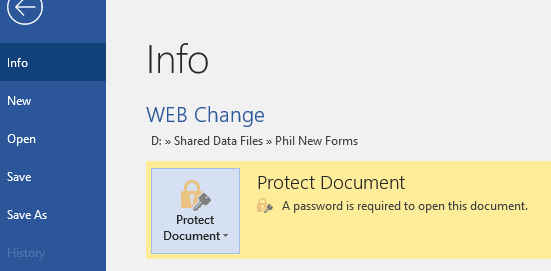 Info
New
Open
Save
Save As
History
Info
WEB Change
D: » Shared Data Files » Phil New Forms
Protect
Document
Protect Document
A password is required to open this document.